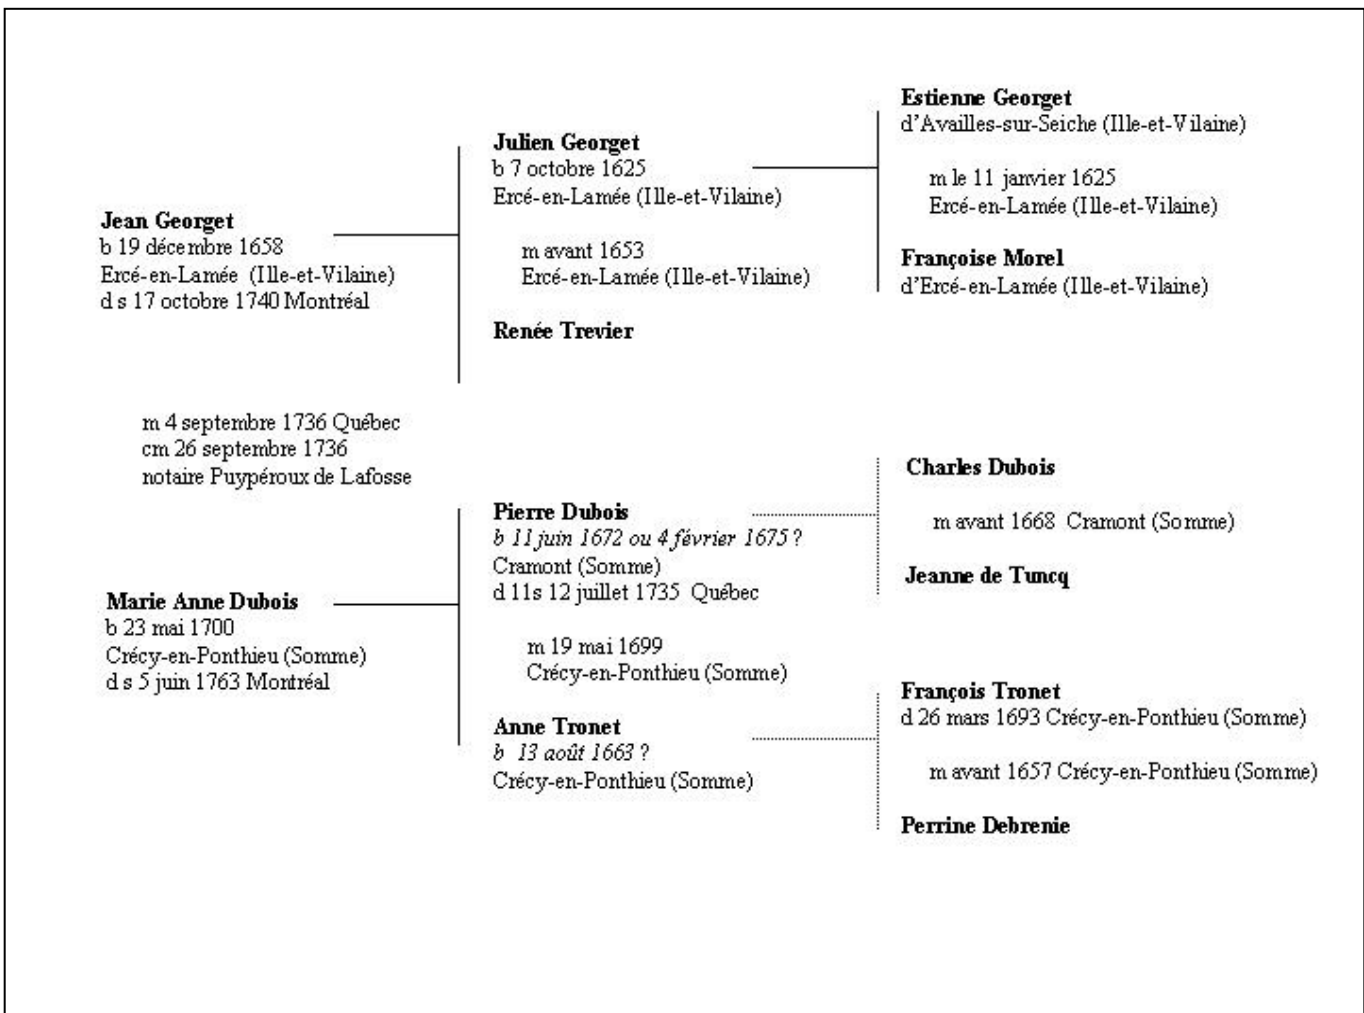 Jean Georget
b 19 décembre 1658
Ercé-en-Lamée (Ille-et-Vilaine)
d s 17 octobre 1740 Montréal
m 4 septembre 1736 Québec
cm 26 septembre 1736
notaire Puypéroux de Lafosse
Marie Anne Dubois
b 23 mai 1700
Crécy-en-Ponthieu (Somme)
d s 5 juin 1763 Montréal
Julien Georget
b 7 octobre 1625
Ercé-en-Lamée (Ille-et-Vilaine)
m avant 1653
Ercé-en-Lamée (Ille-et-Vilaine)
Renée Trevier
Pierre Dubois
b 11 juin 1672 ou 4 février 1675 ?
Cramont (Somme)
d 11s 12 juillet 1735 Québec
m 19 mai 1699
Crécy-en-Ponthieu (Somme)
Anne Tronet
b 13 août 1663 ?
Crécy-en-Ponthieu (Somme)
Estienne Georget
d'Availles-sur-Seiche (Ille-et-Vilaine)
m le 11 janvier 1625
Ercé-en-Lamée (Ille-et-Vilaine)
Françoise Morel
d'Ercé-en-Lamée (Ille-et-Vilaine)
Charles Dubois
m avant 1668 Cramont (Somme)
Jeanne de Tuncq
François Tronet
d 26 mars 1693 Crécy-en-Ponthieu (Somme)
m avant 1657 Crécy-en-Ponthieu (Somme)
Perrine Debrenie